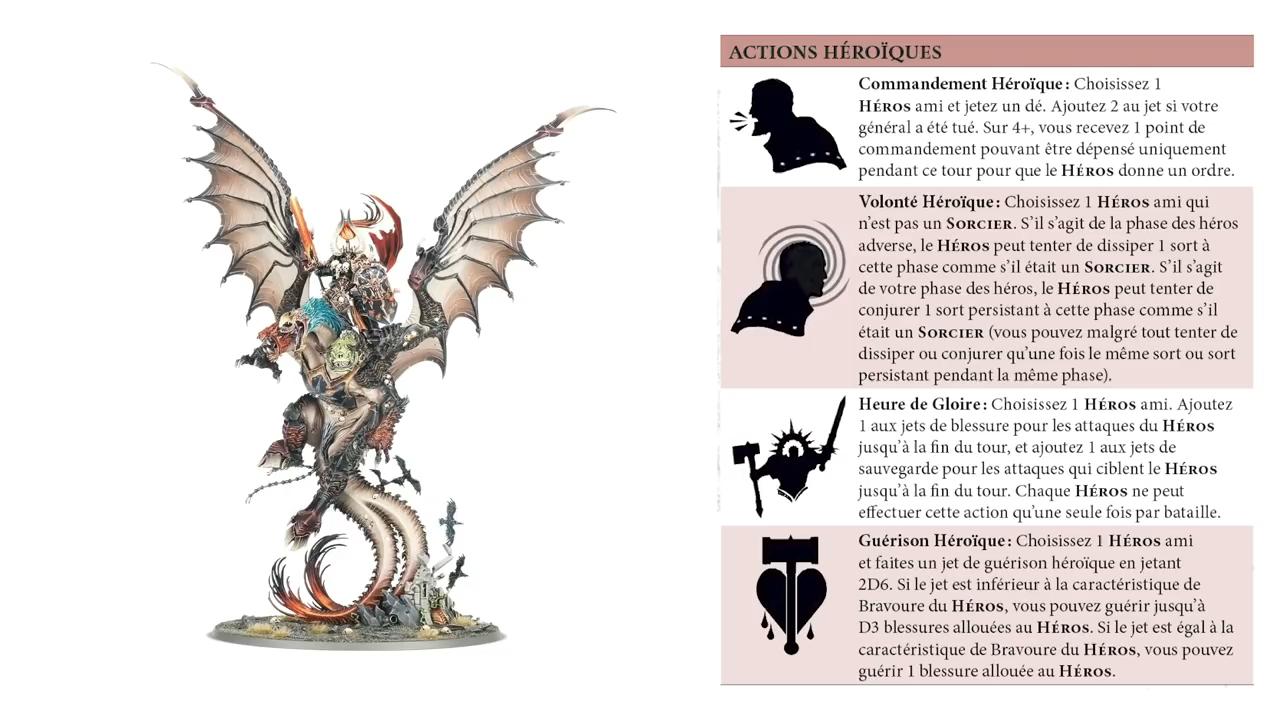 ACTIONS HÉROÏQUES
Commandement Héroïque : Choisissez 1
HÉROS ami et jetez un dé. Ajoutez 2 au jet si votre
général a été tué. Sur 4+, vous recevez 1 point de
commandement pouvant être dépensé uniquement
pendant ce tour pour que le HÉROS donne un ordre.
Volonté Héroïque : Choisissez 1 HÉROS ami qui
n'est pas un SORCIER. S'il s'agit de la phase des héros
adverse, le HÉROS peut tenter de dissiper 1 sort à
cette phase comme s'il était un SORCIER. S'il s'agit
de votre phase des héros, le HÉROS peut tenter de
conjurer 1 sort persistant à cette phase comme s'il
était un SORCIER (vous pouvez malgré tout tenter de
dissiper ou conjurer qu'une fois le même sort ou sort
persistant pendant la même phase).
Heure de Gloire : Choisissez 1 HÉROS ami. Ajoutez
1 aux jets de blessure pour les attaques du HÉROS
jusqu'à la fin du tour, et ajoutez 1 aux jets de
sauvegarde pour les attaques qui ciblent le HÉROS
jusqu'à la fin du tour. Chaque HÉROS ne peut
effectuer cette action qu'une seule fois par bataille.
Guérison Héroïque : Choisissez 1 HÉROS ami
et faites un jet de guérison héroïque en jetant
2D6. Si le jet est inférieur à la caractéristique de
Bravoure du HÉROS, vous pouvez guérir jusqu'à
D3 blessures allouées au HÉROS. Si le jet est égal à la
caractéristique de Bravoure du HÉROS, vous pouvez
guérir 1 blessure allouée au HÉROS.